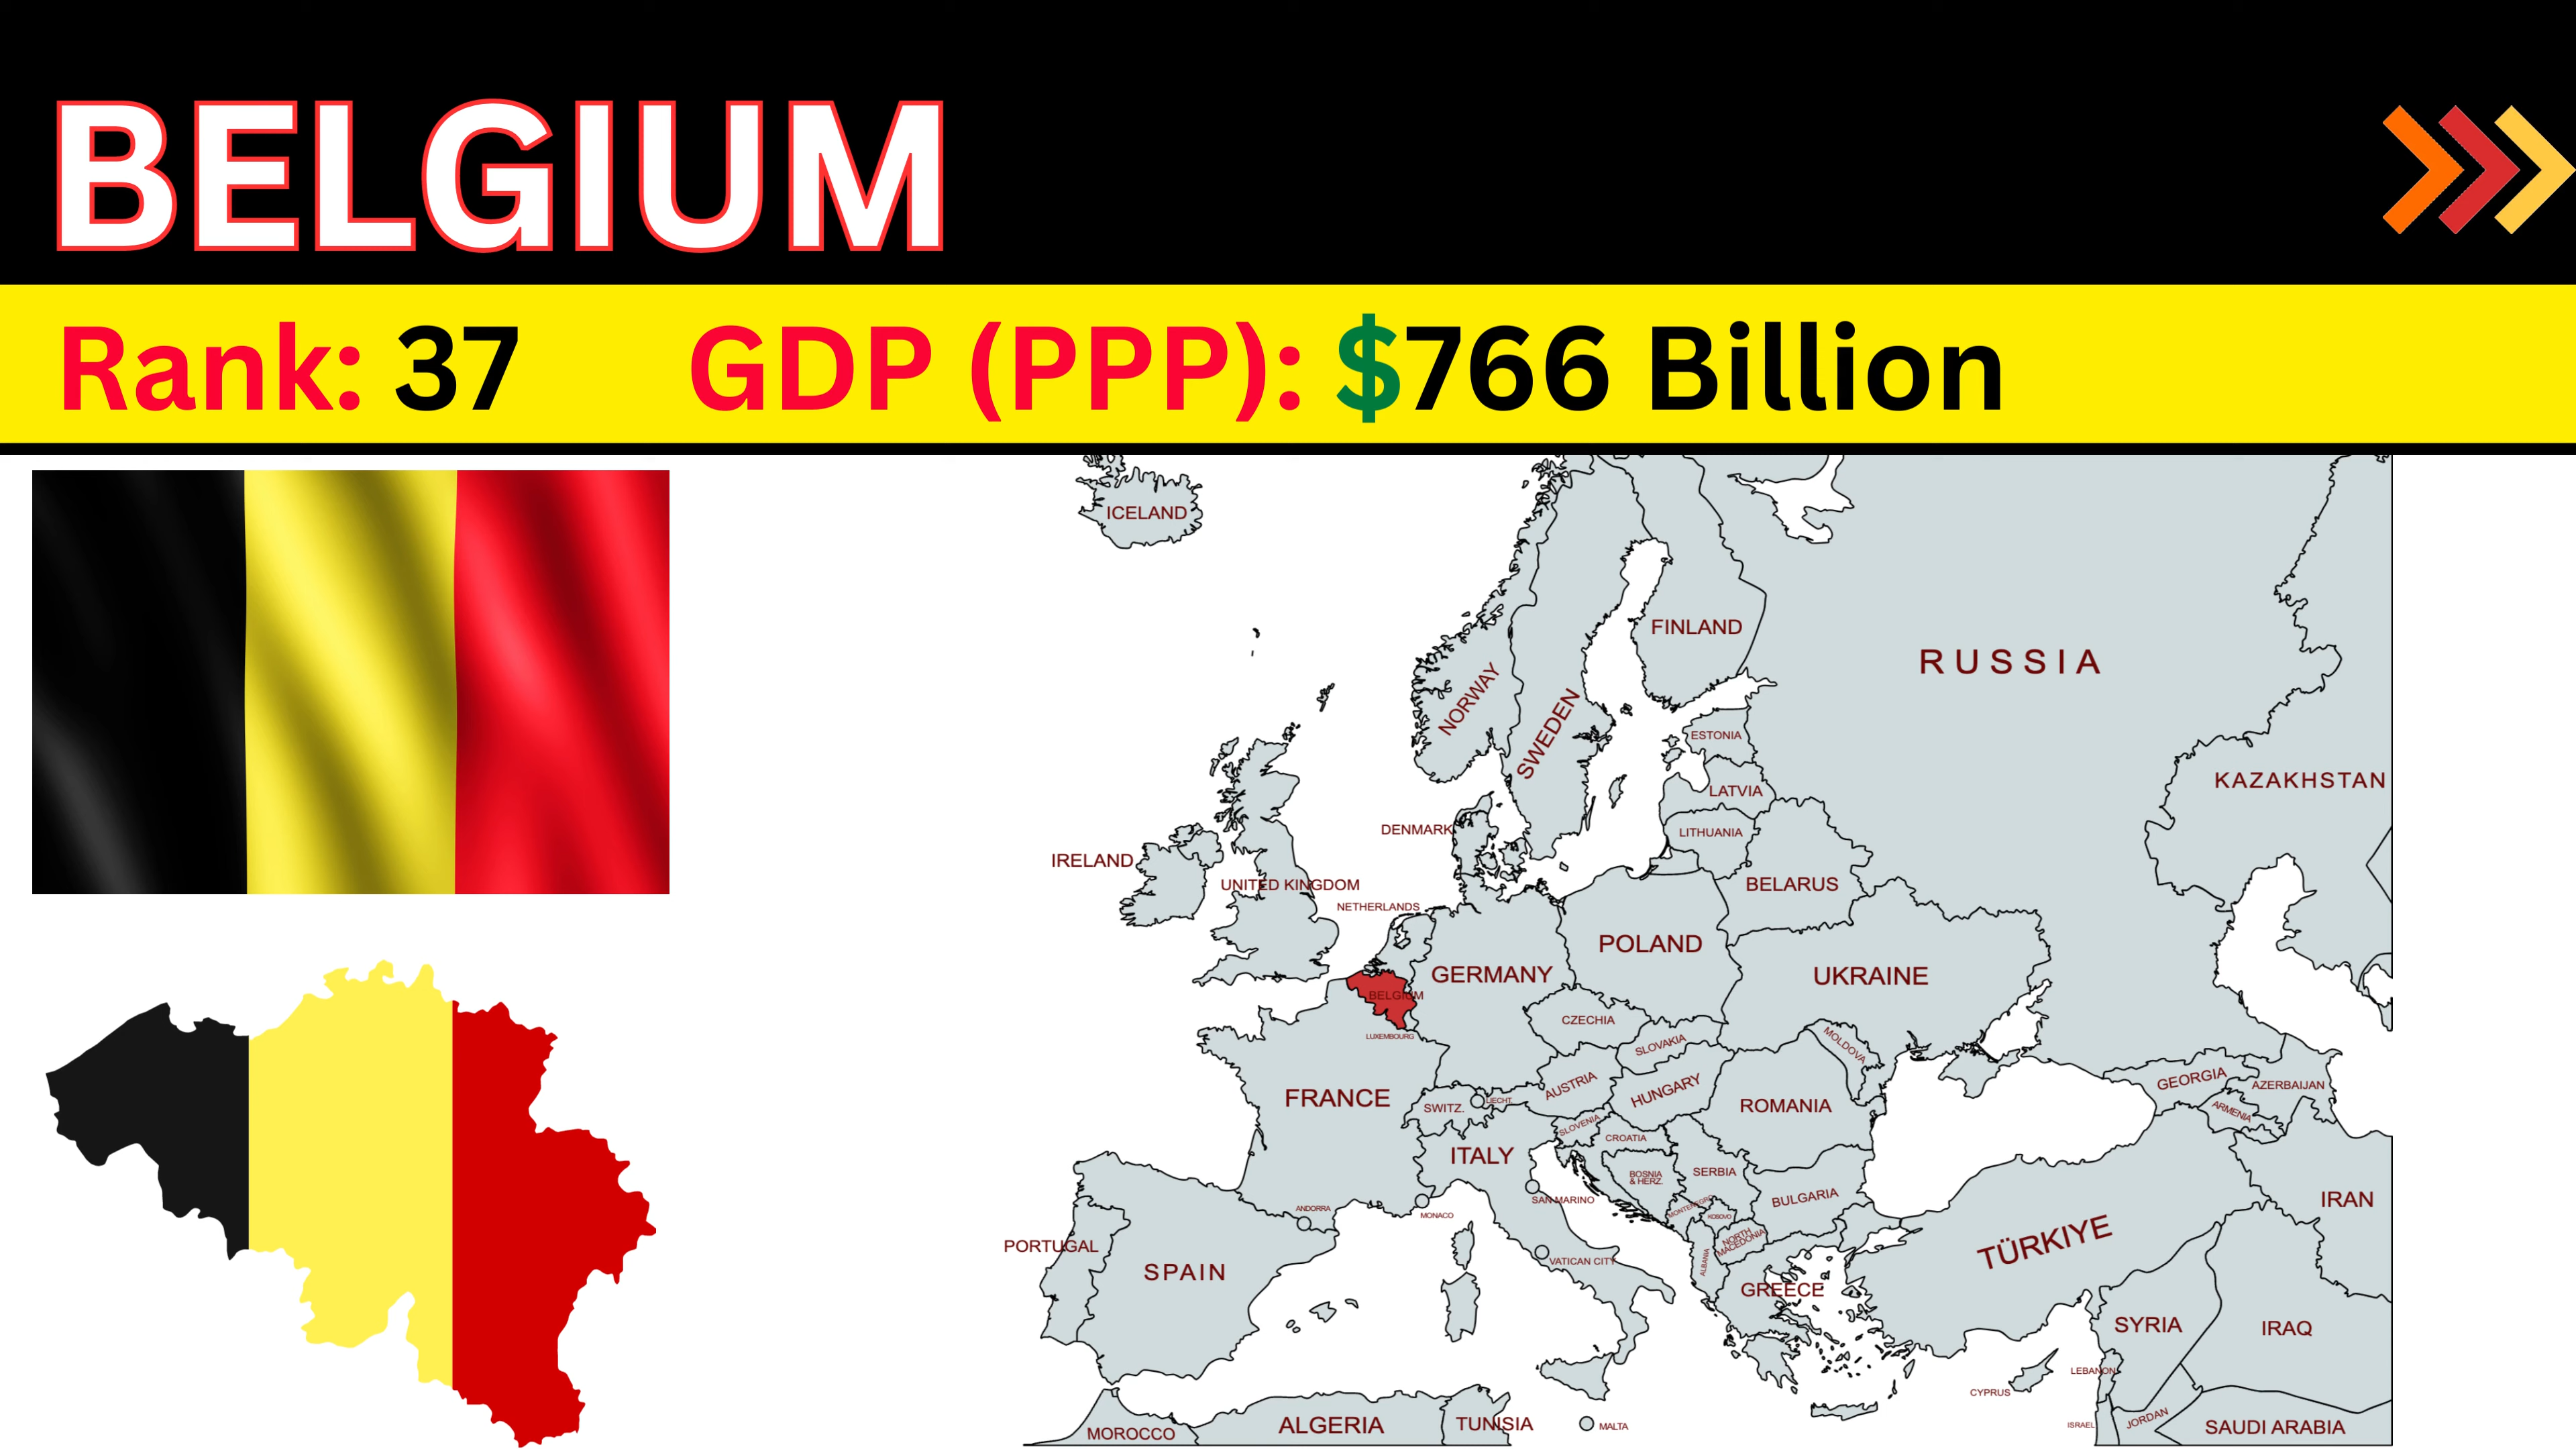 BELGIUM
Rank: 37 GDP (PPP): $766 Billion
ICELAND
FINLAND
RUSSIA
NORWAY
SWEDEN
ESTONIA
KAZAKHSTAN
LATVIA
DENMARK
LITHUANIA
IRELAND
UNITED KINGDOM
BELARUS
NETHERLANDS
POLAND
GERMANY
UKRAINE
BELGIUM
CZECHIA
LUXEMBOURG
SLOVAKIA
MOLDOVA
FRANCE
AUSTRIA
HUNGARY
GEORGIA
AZERBAIJAN
SWITZ.
LIECHT.
ROMANIA
ARMENIA
SLOVENIA
CROATIA
ITALY
BOSNIA
& HERZ.
SERBIA
SAN MARINO
BULGARIA
IRAN
ANDORRA
MONACO
MONTENEGRO
KOSOVO
PORTUGAL
SPAIN
VATICAN CITY
NORTH
MACEDONIA
ALBANIA
TÜRKIYE
GREECE
SYRIA
IRAQ
LEBANON
CYPRUS
MOROCCO
ALGERIA
TUNISIA
MALTA
ISRAEL
JORDAN
SAUDI ARABIA